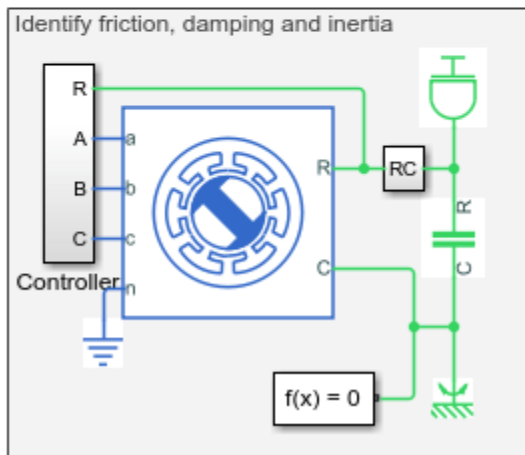 Identify friction, damping and inertia
R
A
B
C
a
b
c
n
R
C
RC
R
C
Controller
f(x) = 0